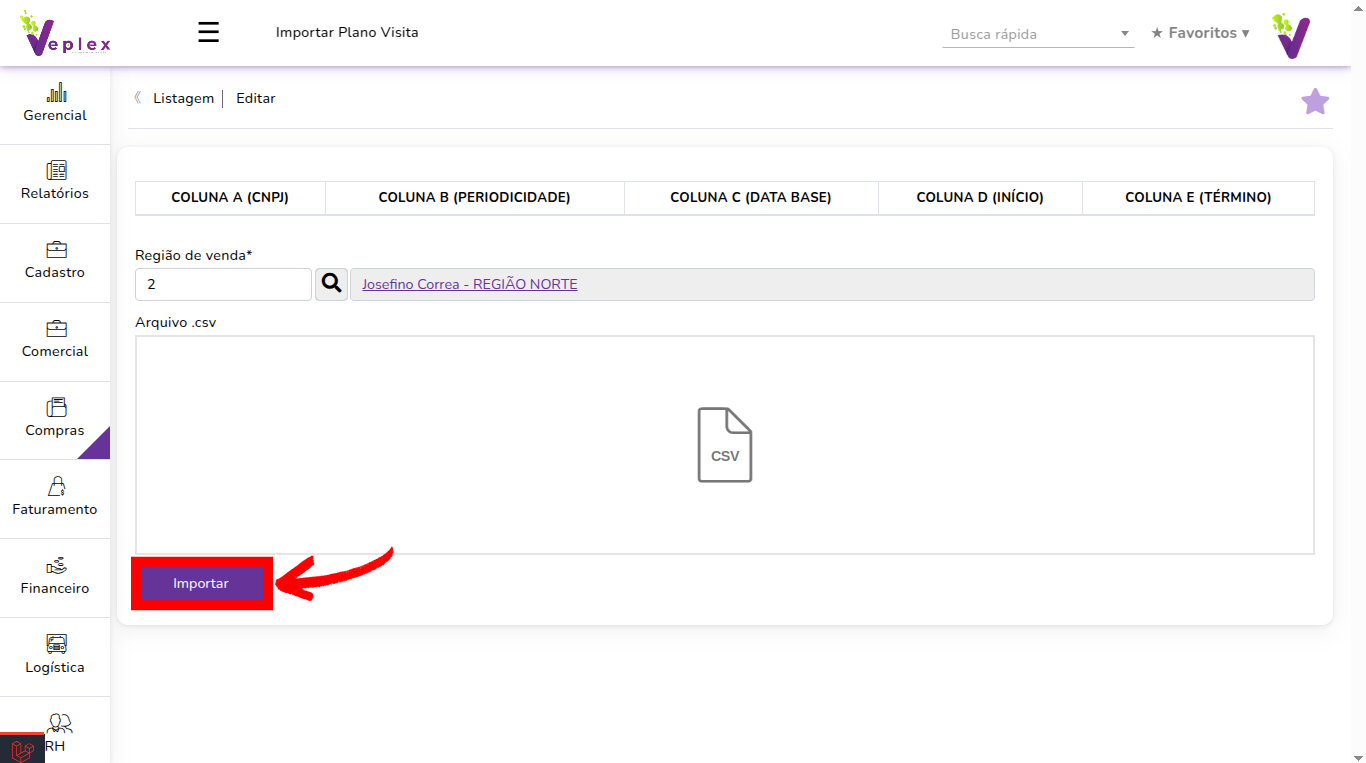 Veplex
Importar Plano Visita
Busca rápida
★ Favoritos ▾
Gerencial
Relatórios
Cadastro
Comercial
Compras
Faturamento
Financeiro
Logística
RH
Listagem | Editar
COLUNA A (CNPJ) COLUNA B (PERIODICIDADE) COLUNA C (DATA BASE) COLUNA D (INÍCIO) COLUNA E (TÉRMINO)
Região de venda*
2 Josefino Correa - REGIÃO NORTE
Arquivo .csv
CSV
Importar